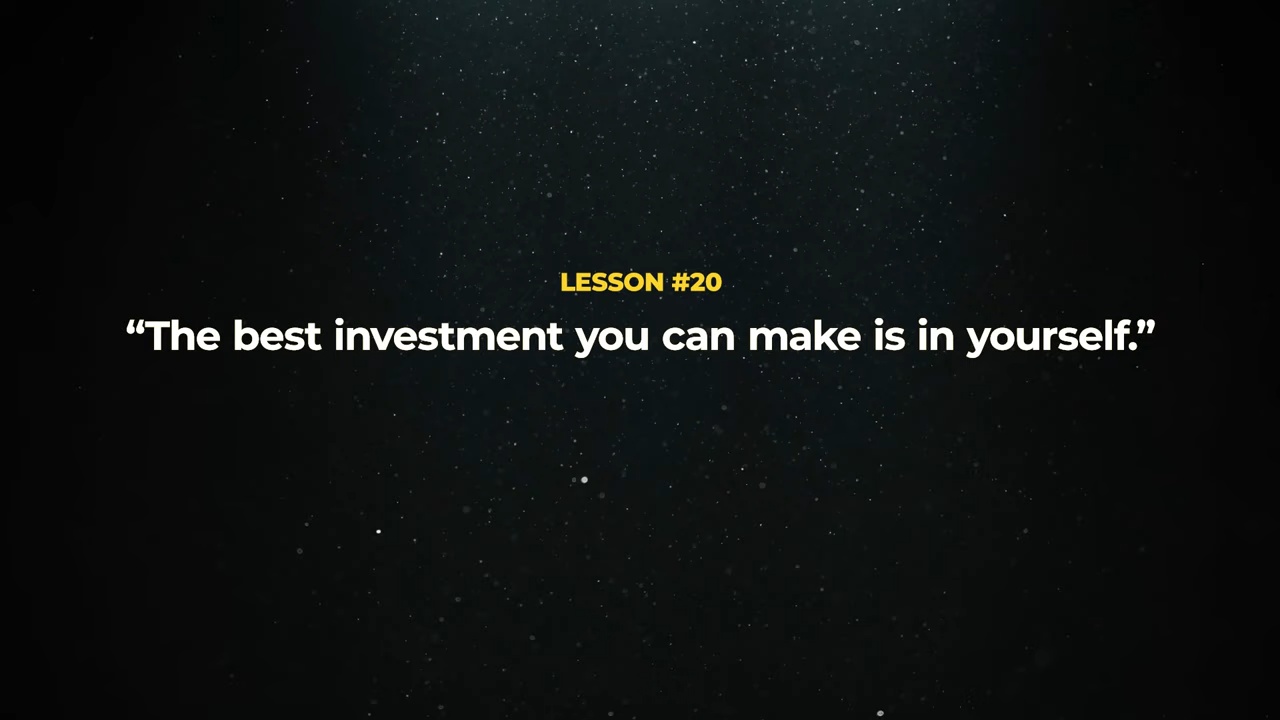 LESSON #20
“The best investment you can make is in yourself.”